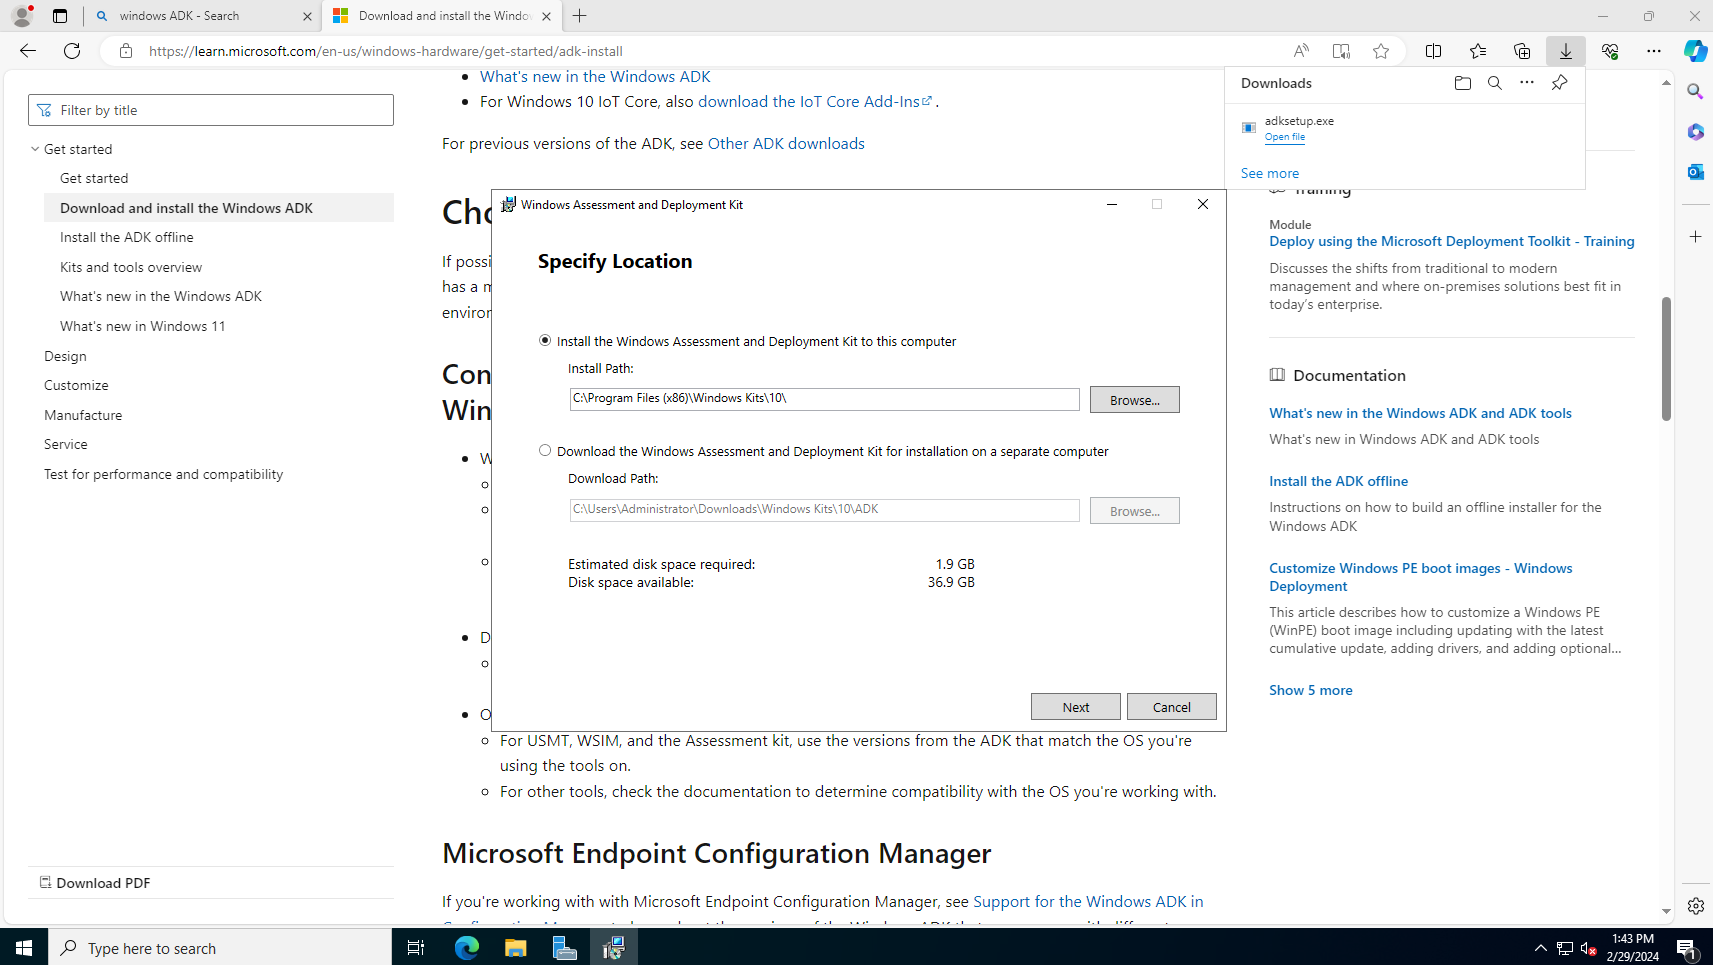 windows ADK - Search
Download and install the Windo
https://learn.microsoft.com/en-us/windows-hardware/get-started/adk-install
Filter by title
Get started
Get started
Download and install the Windows ADK
Install the ADK offline
Kits and tools overview
What's new in the Windows ADK
What's new in Windows 11
Design
Customize
Manufacture
Service
Test for performance and compatibility
Download PDF
What's new in the Windows ADK
For Windows 10 IoT Core, also download the IoT Core Add-Ins .
For previous versions of the ADK, see Other ADK downloads
Cho
If possi
has a m
environ
Con
Win
W
D
O
Windows Assessment and Deployment Kit
Specify Location
Install the Windows Assessment and Deployment Kit to this computer
Install Path:
C:\Program Files (x86)\Windows Kits\10\
Browse...
Download the Windows Assessment and Deployment Kit for installation on a separate computer
Download Path:
C:\Users\Administrator\Downloads\Windows Kits\10\ADK
Browse...
Estimated disk space required: 1.9 GB
Disk space available: 36.9 GB
Next
Cancel
For USMT, WSIM, and the Assessment kit, use the versions from the ADK that match the OS you're
using the tools on.
For other tools, check the documentation to determine compatibility with the OS you're working with.
Microsoft Endpoint Configuration Manager
If you're working with with Microsoft Endpoint Configuration Manager, see Support for the Windows ADK in
Downloads
adksetup.exe
Open file
See more
Training
Module
Deploy using the Microsoft Deployment Toolkit - Training
Discusses the shifts from traditional to modern
management and where on-premises solutions best fit in
today's enterprise.
Documentation
What's new in the Windows ADK and ADK tools
What's new in Windows ADK and ADK tools
Install the ADK offline
Instructions on how to build an offline installer for the
Windows ADK
Customize Windows PE boot images - Windows
Deployment
This article describes how to customize a Windows PE
(WinPE) boot image including updating with the latest
cumulative update, adding drivers, and adding optional...
Show 5 more
Type here to search
1:43 PM
2/29/2024
1